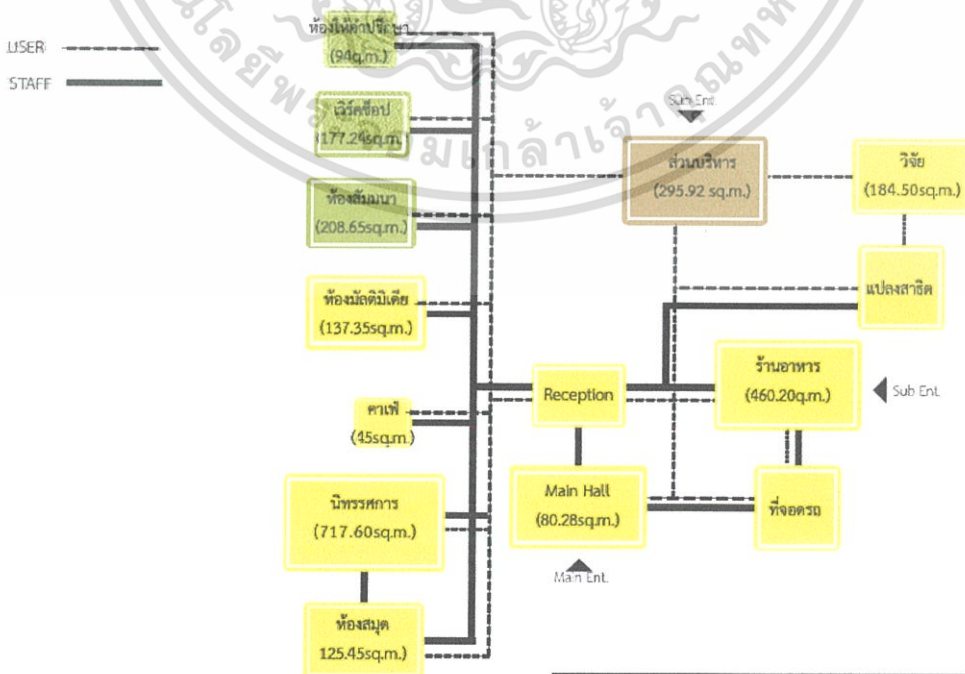 USER
STAFF
ห้องให้คำปรึกษา
(94q.m.)
เวิร์คช็อป
(177.24sq.m.)
ห้องสัมมนา
(208.65sq.m.)
ห้องมัลติมิเดีย
(137.35sq.m.)
คาเฟ่
(45sq.m.)
นิทรรศการ
(717.60sq.m.)
ห้องสมุด
125.45sq.m.)
Sub Ent.
ส่วนบริหาร
(295.92 sq.m.)
วิจัย
(184.50sq.m.)
แปลงสาธิต
Reception
ร้านอาหาร
(460.20q.m.)
Sub Ent.
Main Hall
(80.28sq.m.)
ที่จอดรถ
Main Ent.